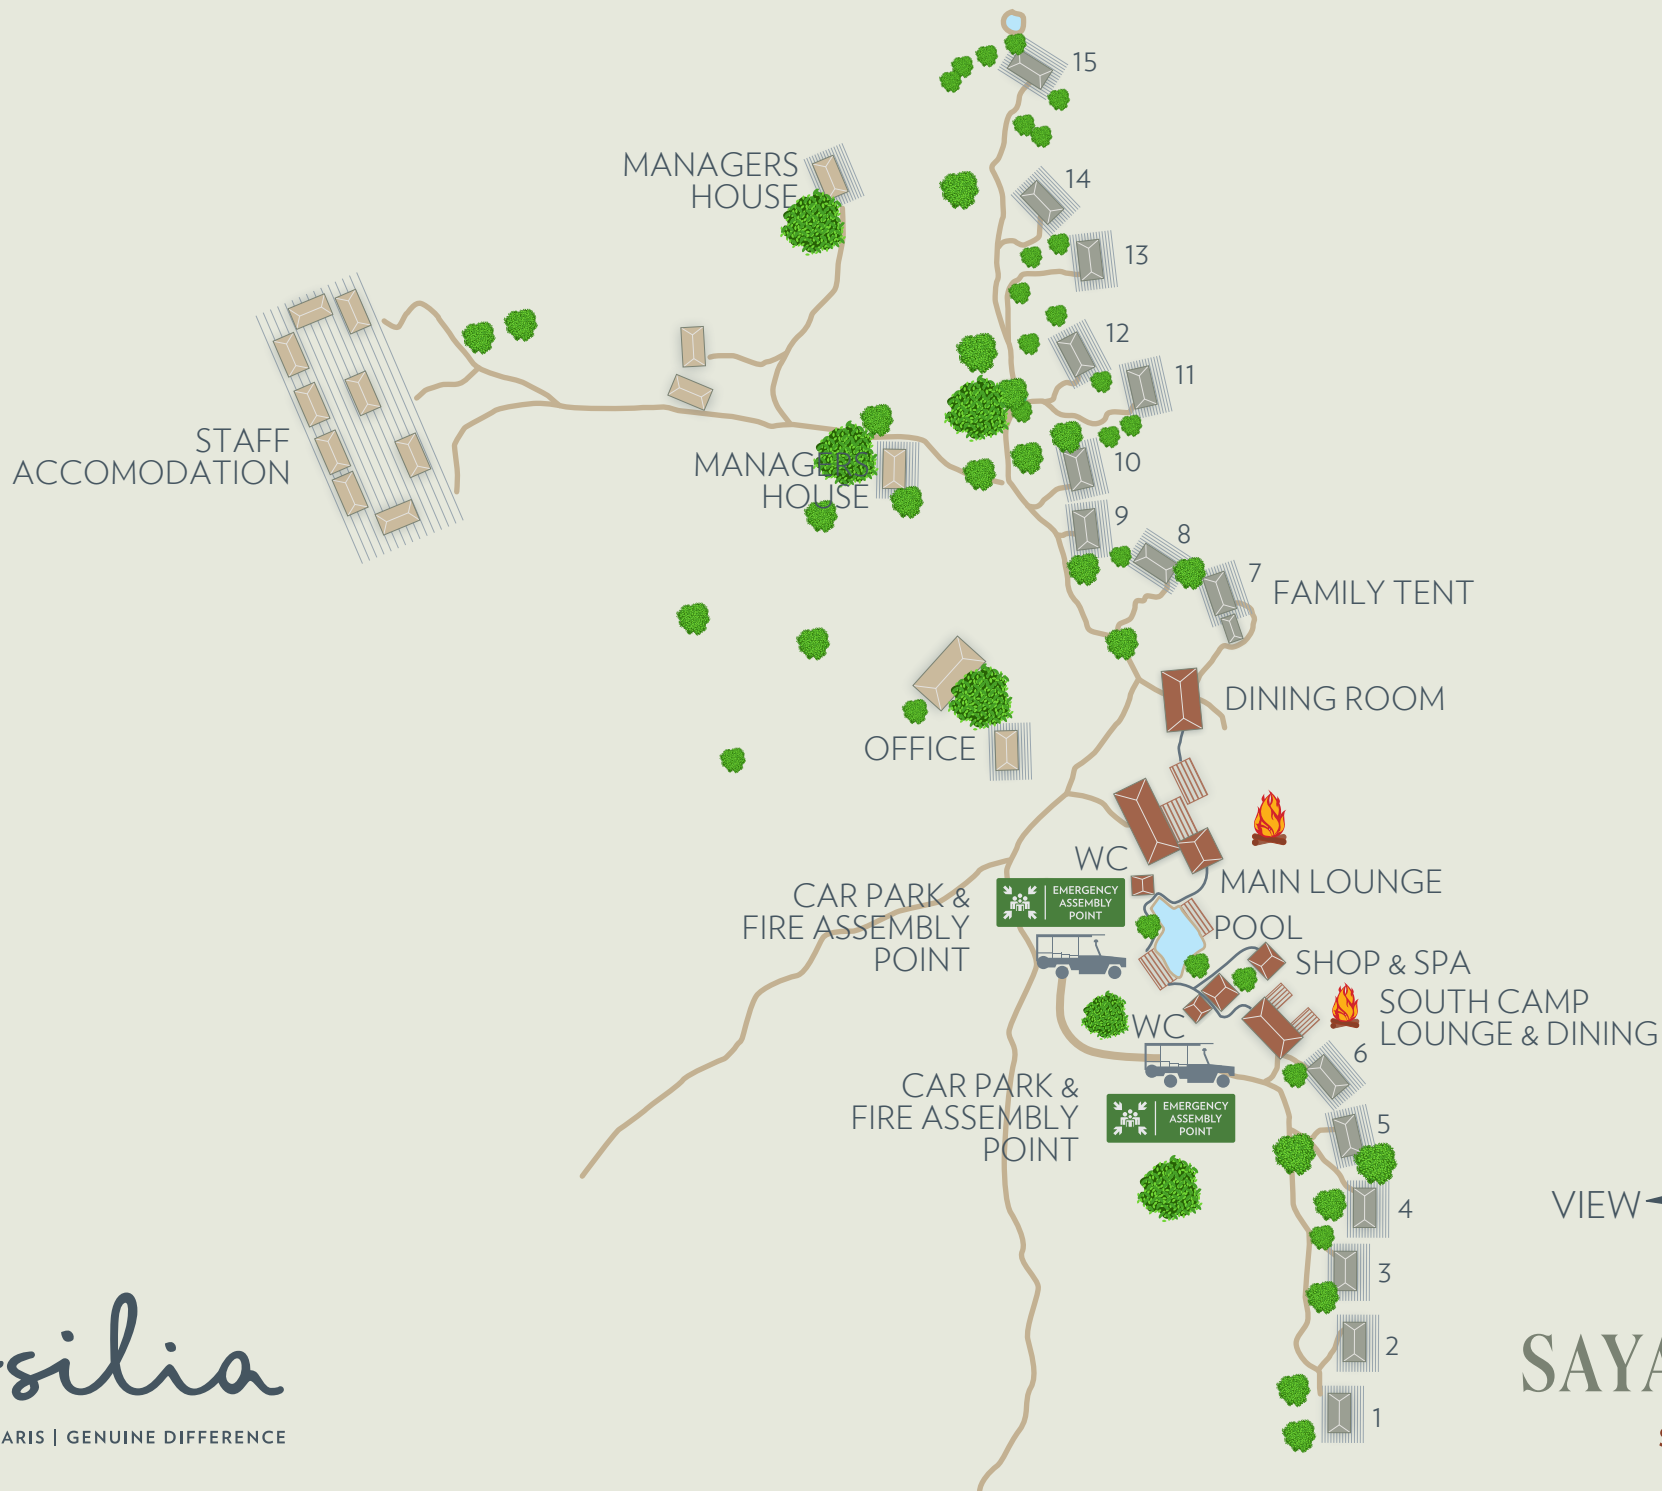 15
MANAGERS
HOUSE
14
13
12
11
STAFF
ACCOMODATION
MANAGERS
HOUSE
10
9
8
7
FAMILY TENT
DINING ROOM
OFFICE
WC
MAIN LOUNGE
CAR PARK &
FIRE ASSEMBLY
POINT
EMERGENCY
ASSEMBLY
POINT
POOL
SHOP & SPA
SOUTH CAMP
LOUNGE & DINING
WC
6
CAR PARK &
FIRE ASSEMBLY
POINT
EMERGENCY
ASSEMBLY
POINT
5
4
VIEW
3
2
1
silia
ARIS | GENUINE DIFFERENCE
SAYA